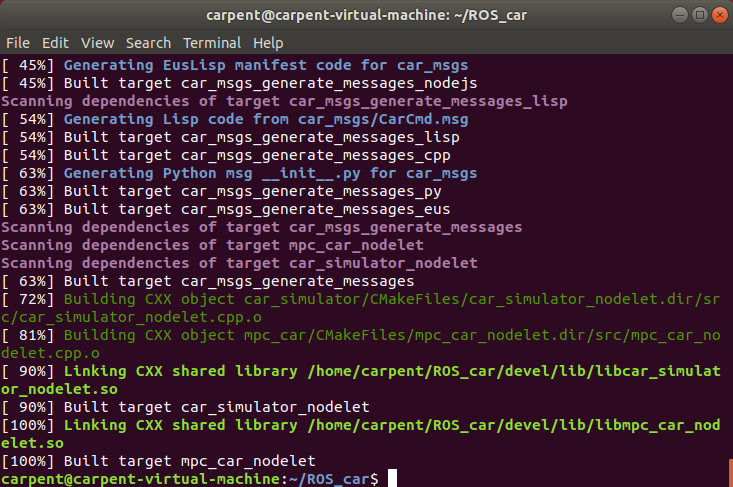 carpent@carpent-virtual-machine: ~/ROS_car
File Edit View Search Terminal Help
[ 45%] Generating EusLisp manifest code for car_msgs
[ 45%] Built target car_msgs_generate_messages_nodejs
Scanning dependencies of target car_msgs_generate_messages_lisp
[ 54%] Generating Lisp code from car_msgs/CarCmd.msg
[ 54%] Built target car_msgs_generate_messages_lisp
[ 54%] Built target car_msgs_generate_messages_cpp
[ 63%] Generating Python msg __init__.py for car_msgs
[ 63%] Built target car_msgs_generate_messages_py
[ 63%] Built target car_msgs_generate_messages_eus
Scanning dependencies of target car_msgs_generate_messages
Scanning dependencies of target mpc_car_nodelet
Scanning dependencies of target car_simulator_nodelet
[ 63%] Built target car_msgs_generate_messages
[ 72%] Building CXX object car_simulator/CMakeFiles/car_simulator_nodelet.dir/sr
c/car_simulator_nodelet.cpp.o
[ 81%] Building CXX object mpc_car/CMakeFiles/mpc_car_nodelet.dir/src/mpc_car_no
delet.cpp.o
[ 90%] Linking CXX shared library /home/carpent/ROS_car/devel/lib/libcar_simulat
or_nodelet.so
[ 90%] Built target car_simulator_nodelet
[100%] Linking CXX shared library /home/carpent/ROS_car/devel/lib/libmpc_car_nod
elet.so
[100%] Built target mpc_car_nodelet
carpent@carpent-virtual-machine:~/ROS_car$